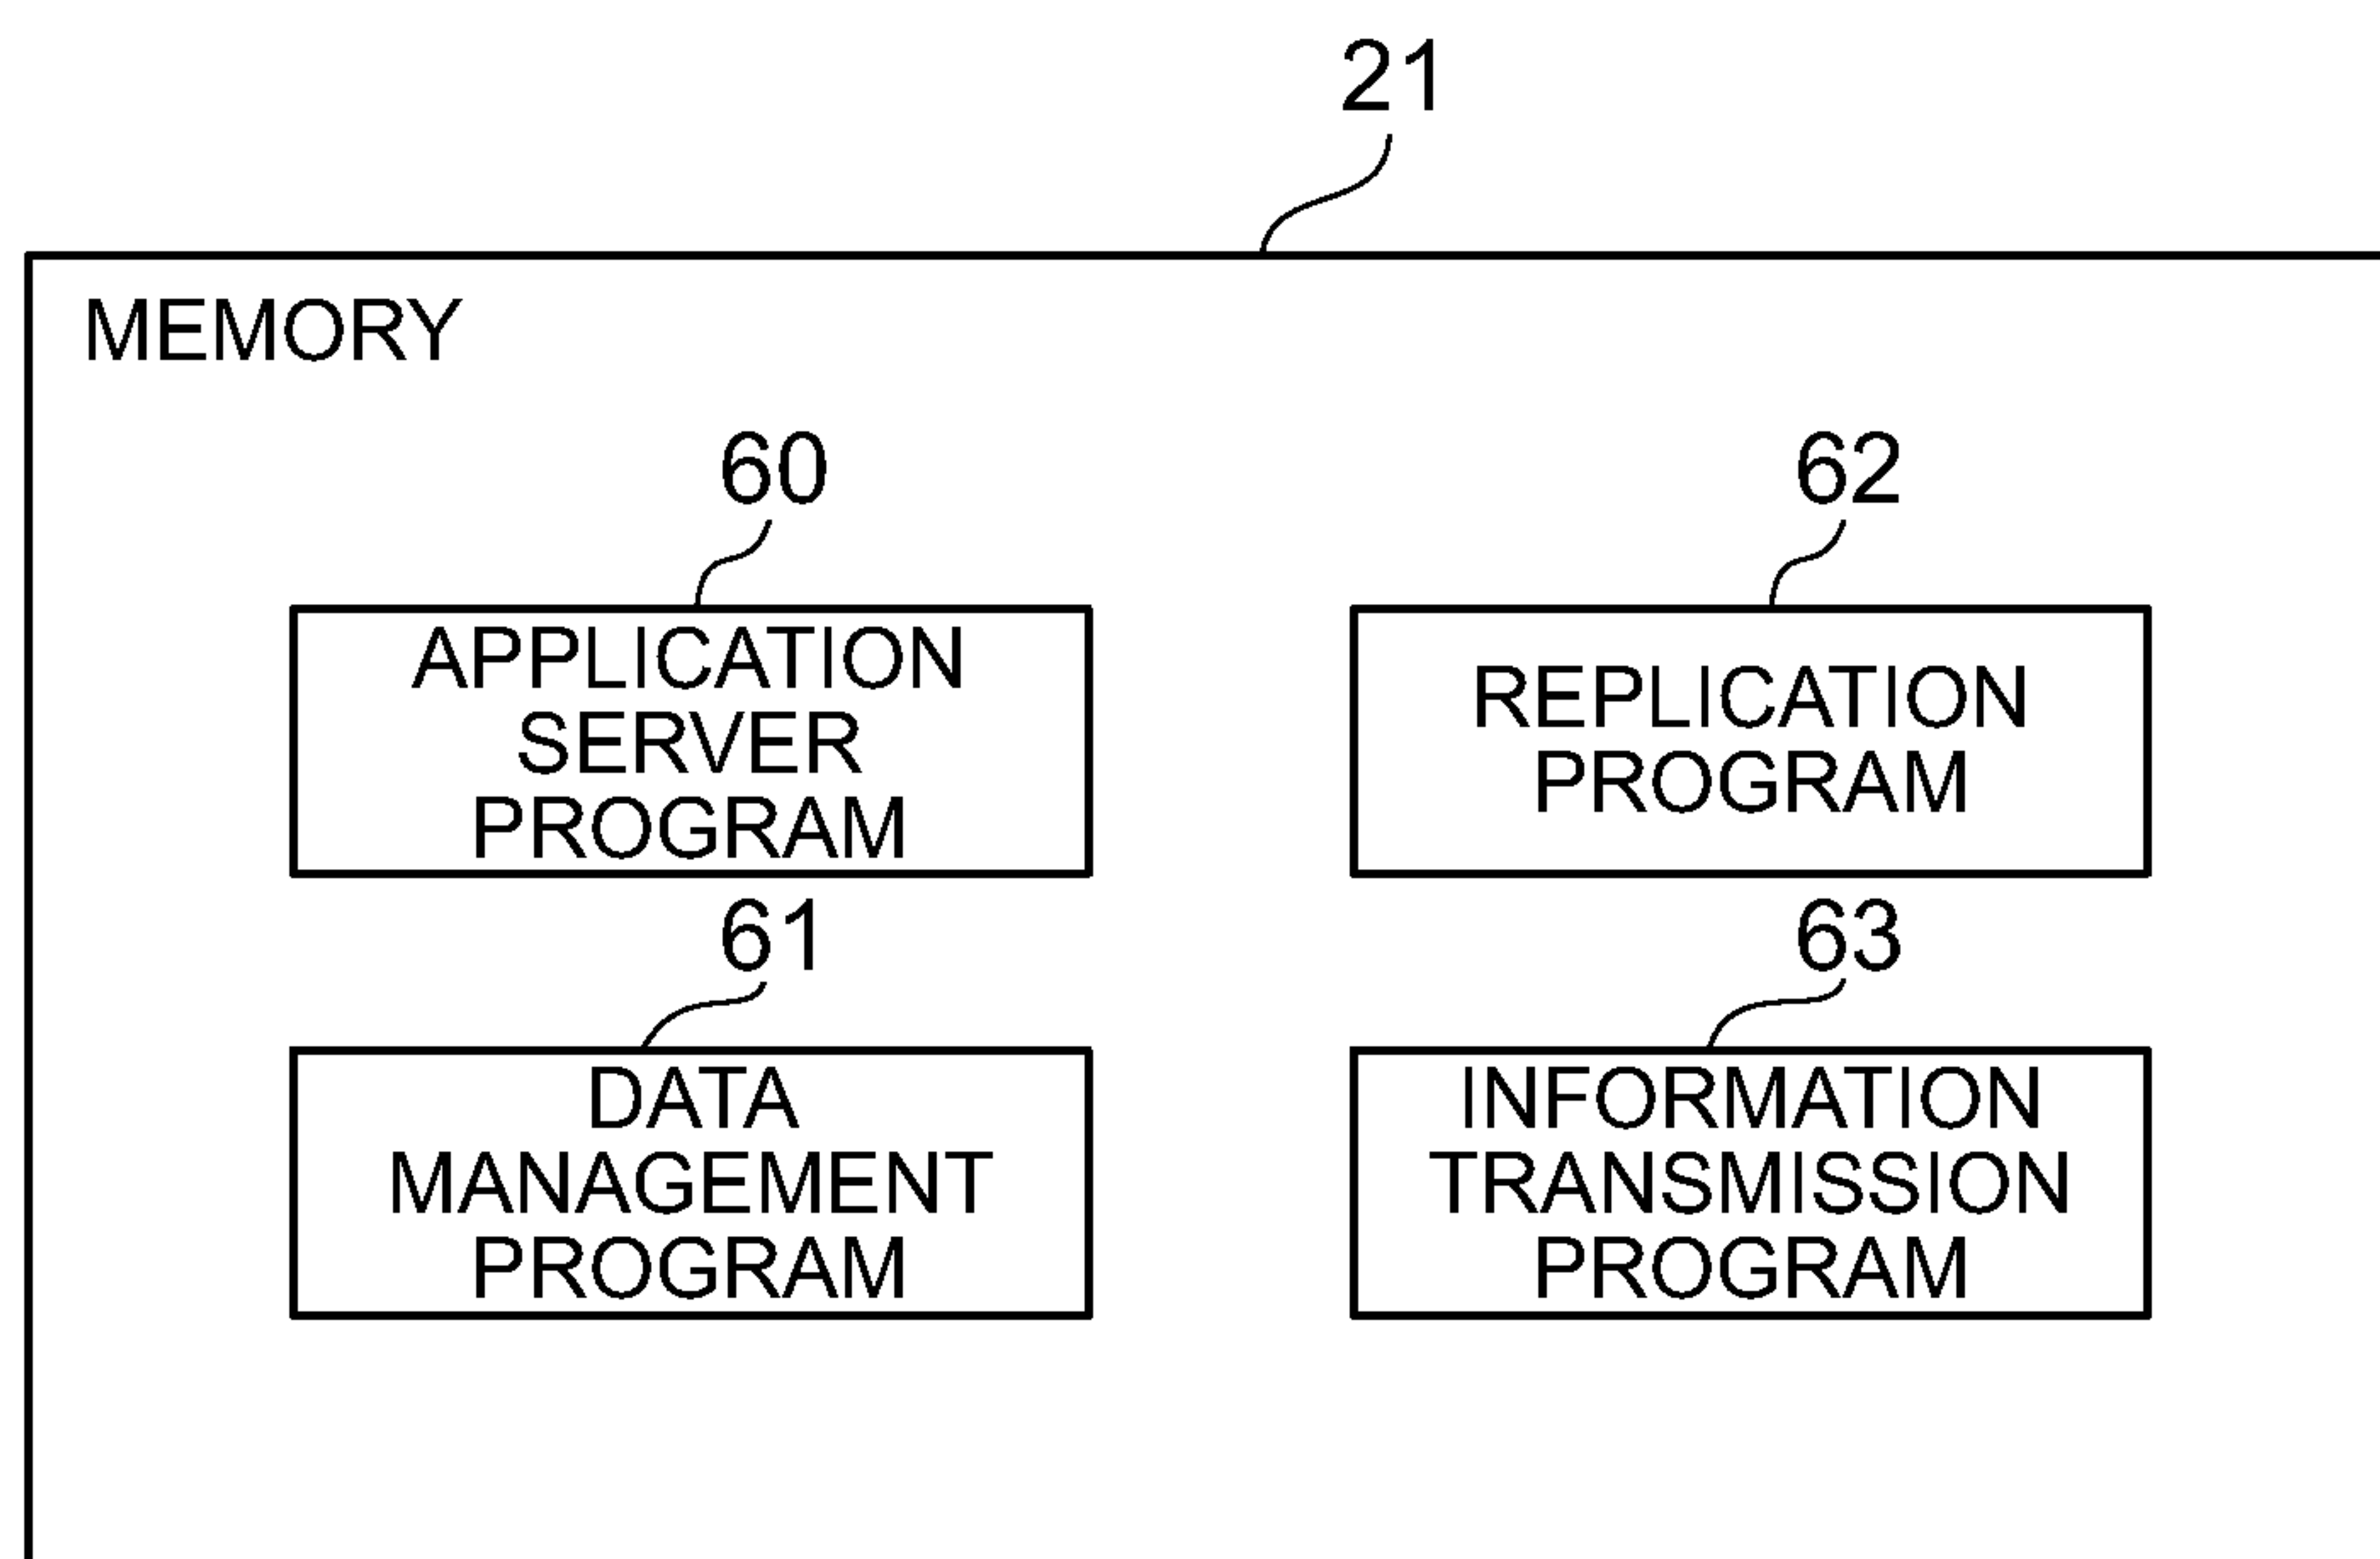 21
MEMORY
60
APPLICATION
SERVER
PROGRAM
62
REPLICATION
PROGRAM
61
DATA
MANAGEMENT
PROGRAM
63
INFORMATION
TRANSMISSION
PROGRAM